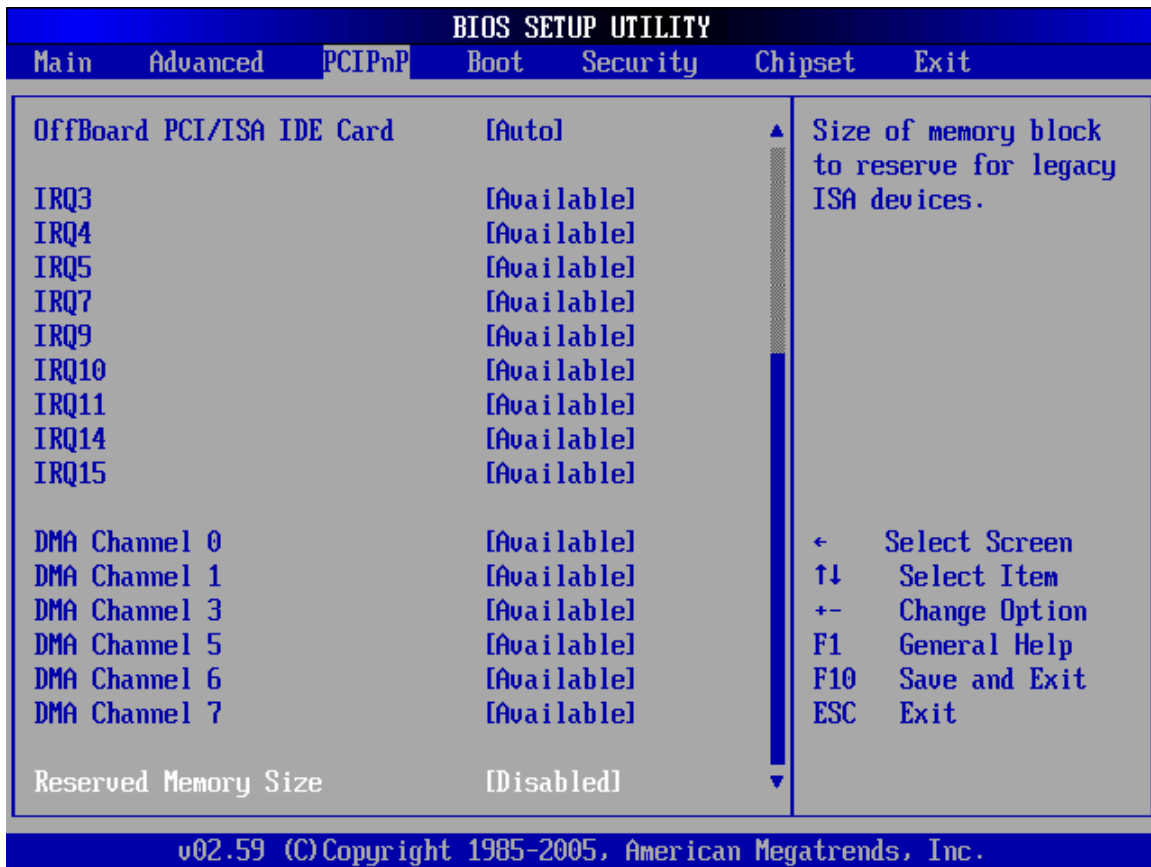 BIOS SETUP UTILITY
Main Advanced PCIPnP Boot Security Chipset Exit
OffBoard PCI/ISA IDE Card [Auto]
IRQ3 [Available]
IRQ4 [Available]
IRQ5 [Available]
IRQ7 [Available]
IRQ9 [Available]
IRQ10 [Available]
IRQ11 [Available]
IRQ14 [Available]
IRQ15 [Available]
DMA Channel 0 [Available]
DMA Channel 1 [Available]
DMA Channel 3 [Available]
DMA Channel 5 [Available]
DMA Channel 6 [Available]
DMA Channel 7 [Available]
Reserved Memory Size [Disabled]
Size of memory block
to reserve for legacy
ISA devices.
← Select Screen
↑↓ Select Item
+- Change Option
F1 General Help
F10 Save and Exit
ESC Exit
v02.59 (C)Copyright 1985-2005, American Megatrends, Inc.